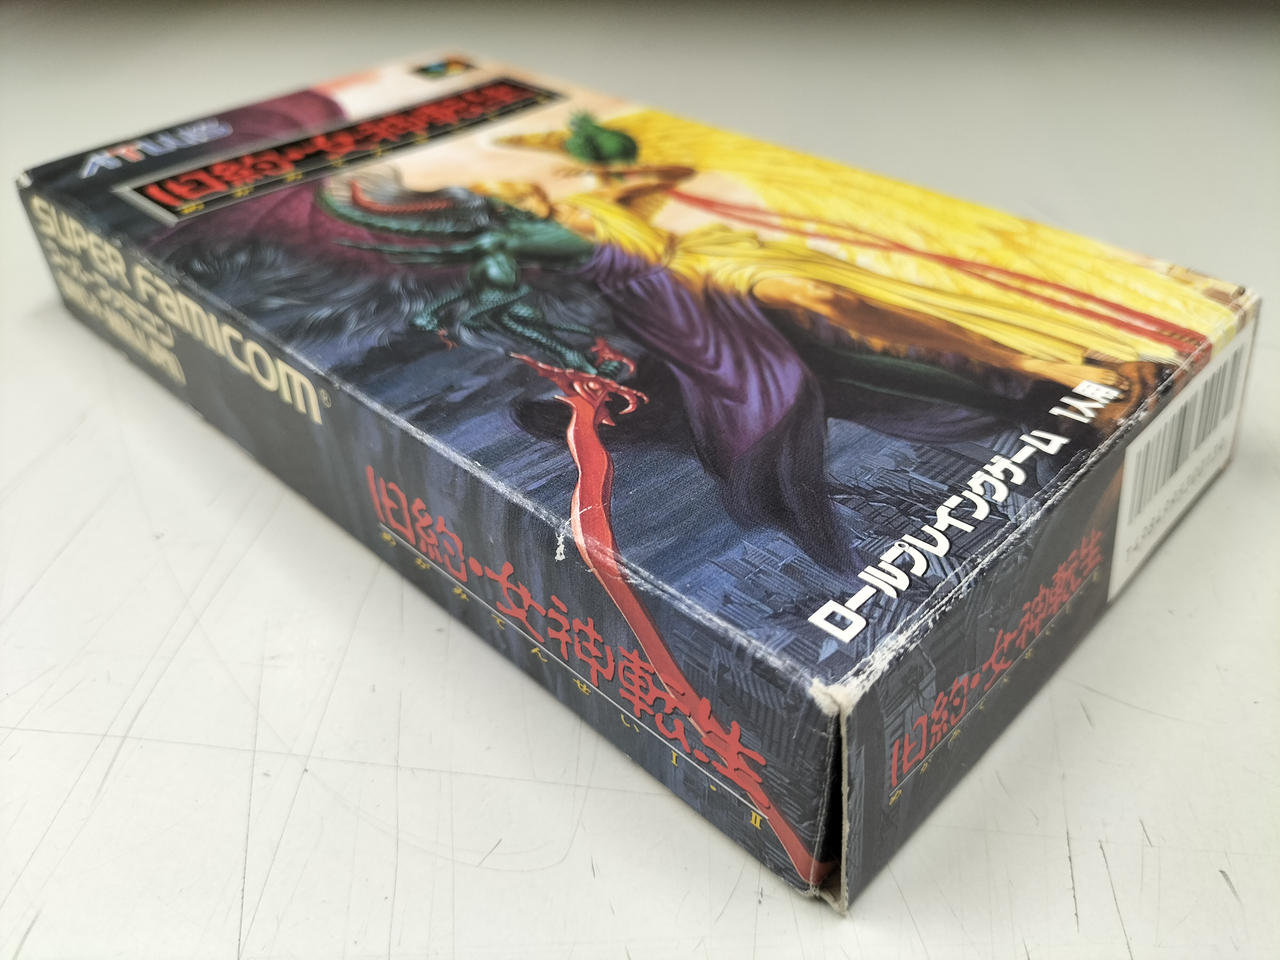 ATLUS
旧約・女神転生
SUPER Famicom®
スーパーファミコン
ロールプレイングゲーム 1人用
旧約・女神転生
めがみてんせい I・II
旧約・女神転生